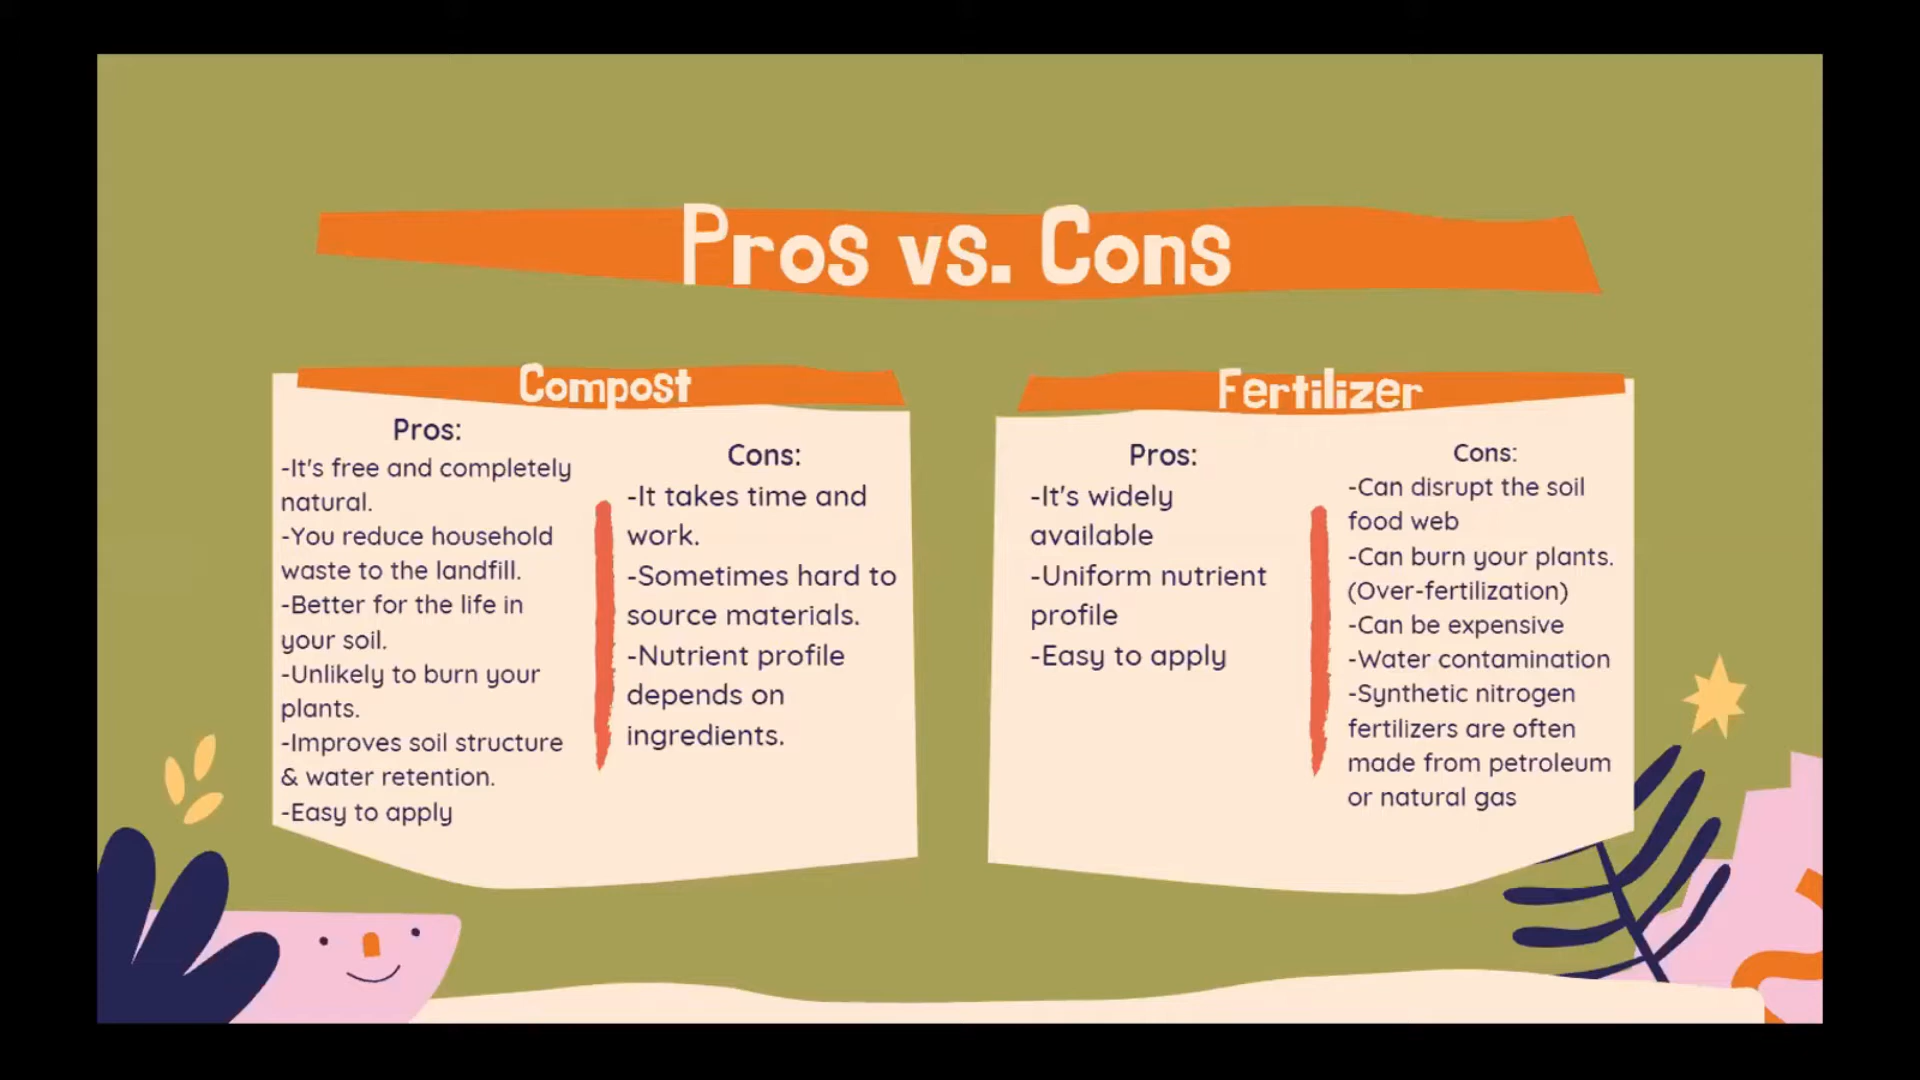 Pros vs. Cons
Compost
Pros:
-It's free and completely
natural.
-You reduce household
waste to the landfill.
-Better for the life in
your soil.
-Unlikely to burn your
plants.
-Improves soil structure
& water retention.
-Easy to apply
Cons:
-It takes time and
work.
-Sometimes hard to
source materials.
-Nutrient profile
depends on
ingredients.
Fertilizer
Pros:
-It's widely
available
-Uniform nutrient
profile
-Easy to apply
Cons:
-Can disrupt the soil
food web
-Can burn your plants.
(Over-fertilization)
-Can be expensive
-Water contamination
-Synthetic nitrogen
fertilizers are often
made from petroleum
or natural gas